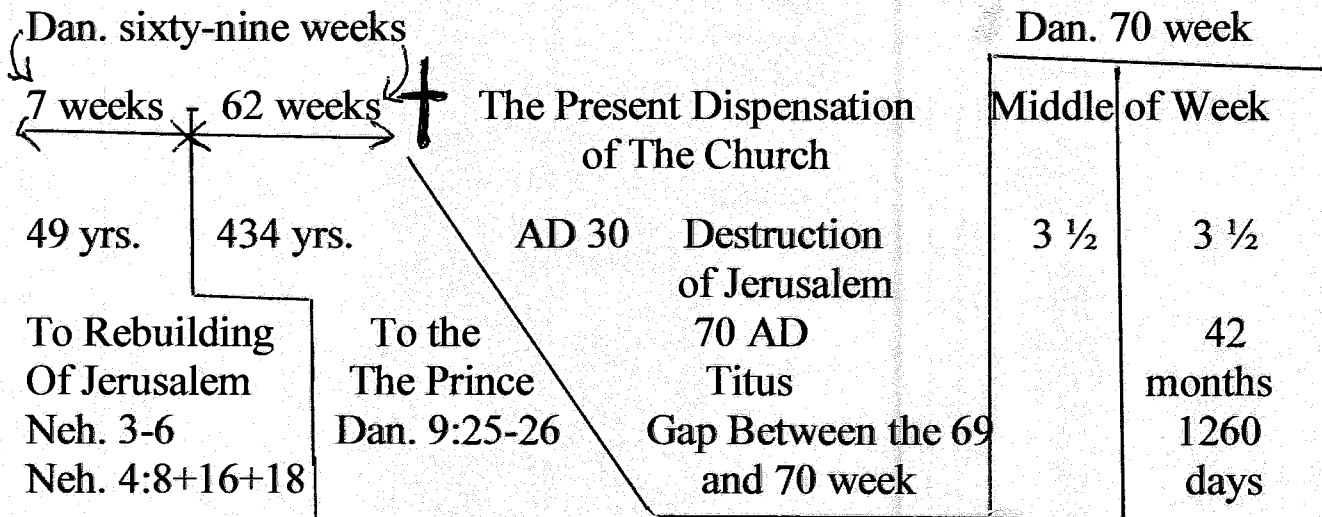 Dan. sixty-nine weeks
Dan. 70 week
7 weeks 62 weeks
The Present Dispensation
of The Church
Middle of Week
49 yrs. 434 yrs.
AD 30 Destruction
of Jerusalem
3 ½ 3 ½
To Rebuilding
Of Jerusalem
Neh. 3-6
Neh. 4:8+16+18
To the
The Prince
Dan. 9:25-26
70 AD
Titus
Gap Between the 69
and 70 week
42
months
1260
days